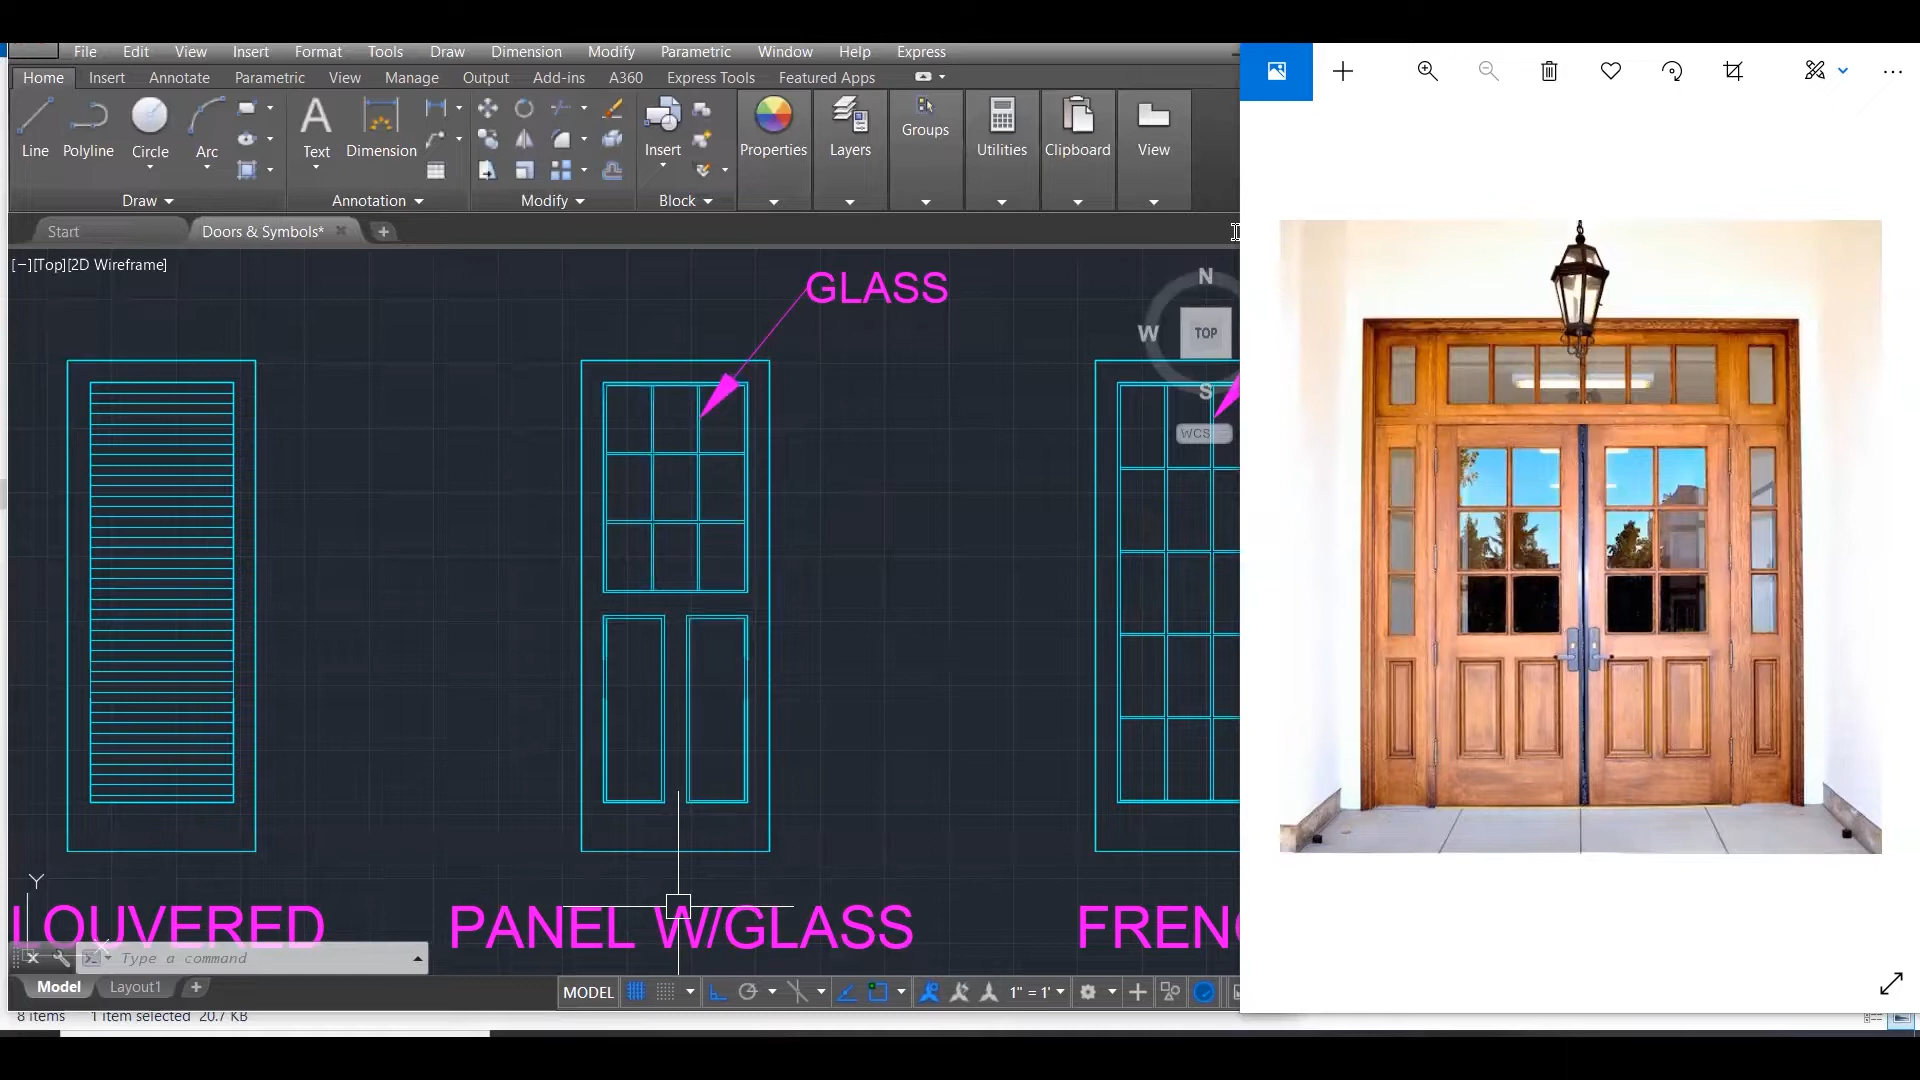 File Edit View Insert Format Tools Draw Dimension Modify Parametric Window Help Express
Home Insert Annotate Parametric View Manage Output Add-ins A360 Express Tools Featured Apps
A
Line Polyline Circle Arc Text Dimension Insert Properties Layers Groups Utilities Clipboard View
Draw Annotation Modify Block
Start Doors & Symbols*
[−][Top][2D Wireframe]
GLASS
N
W TOP
S
WCS
Y
LOUVERED PANEL W/GLASS FRENC
X
Type a command
Model Layout1
MODEL 1" = 1'
8 items 1 item selected 20.7 KB